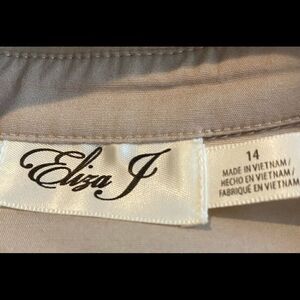 Eliza J
14
MADE IN VIETNAM/
HECHO EN VIETNAM/
FABRIQUÉ EN VIETNAM